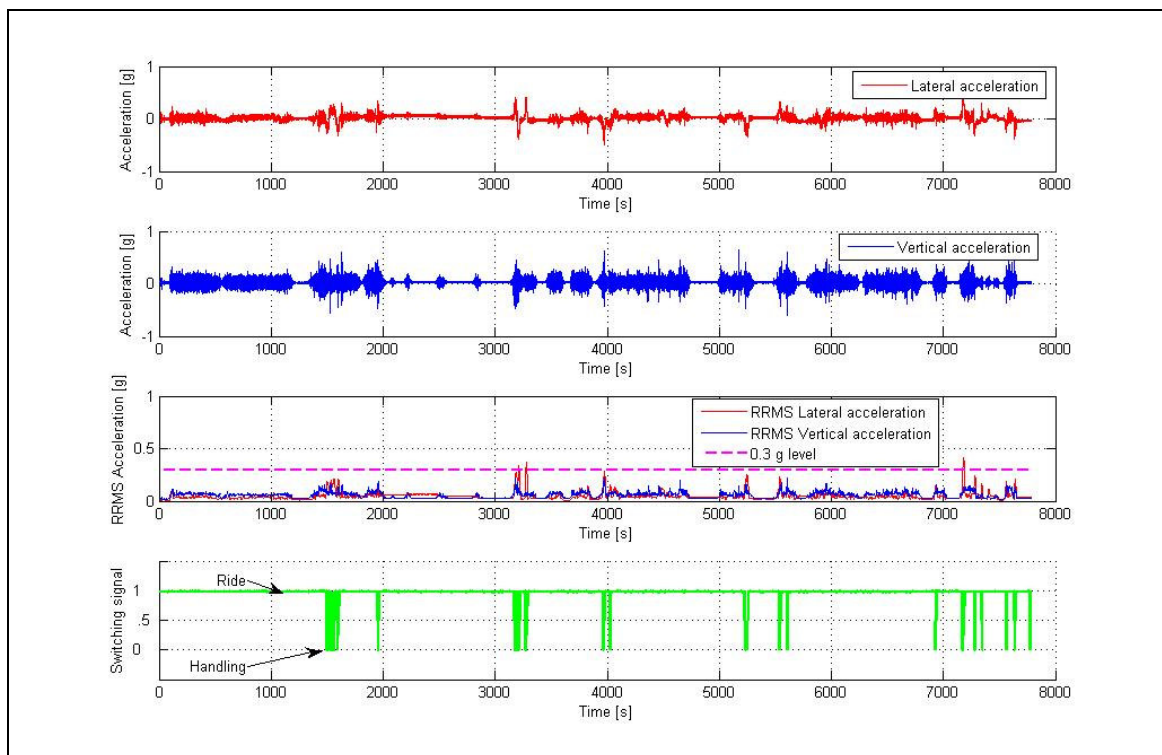 1
0
-1
Acceleration [g]
Lateral acceleration
0 1000 2000 3000 4000 5000 6000 7000 8000
Time [s]
1
0
-1
Acceleration [g]
Vertical acceleration
0 1000 2000 3000 4000 5000 6000 7000 8000
Time [s]
1
0.5
0
RRMS Acceleration [g]
RRMS Lateral acceleration
RRMS Vertical acceleration
0.3 g level
0 1000 2000 3000 4000 5000 6000 7000 8000
Time [s]
Switching signal
Ride
1
.5
0
Handling
0 1000 2000 3000 4000 5000 6000 7000 8000
Time [s]